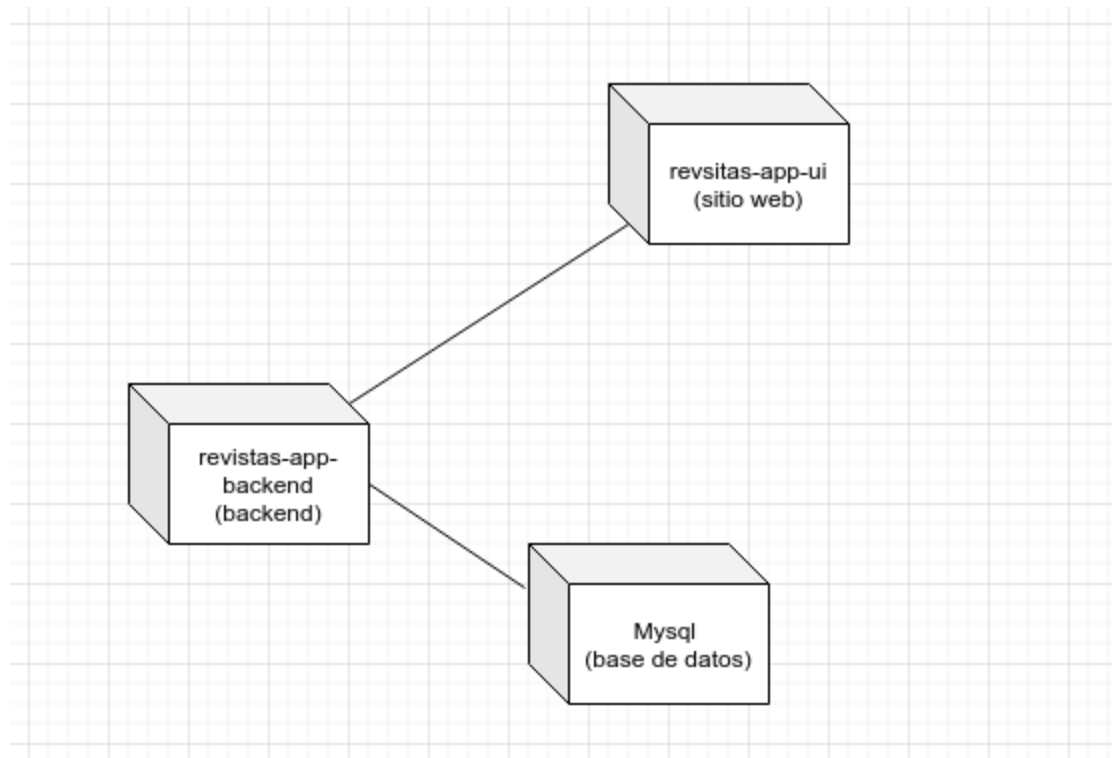 revsitas-app-ui
(sitio web)
revistas-app-
backend
(backend)
Mysql
(base de datos)